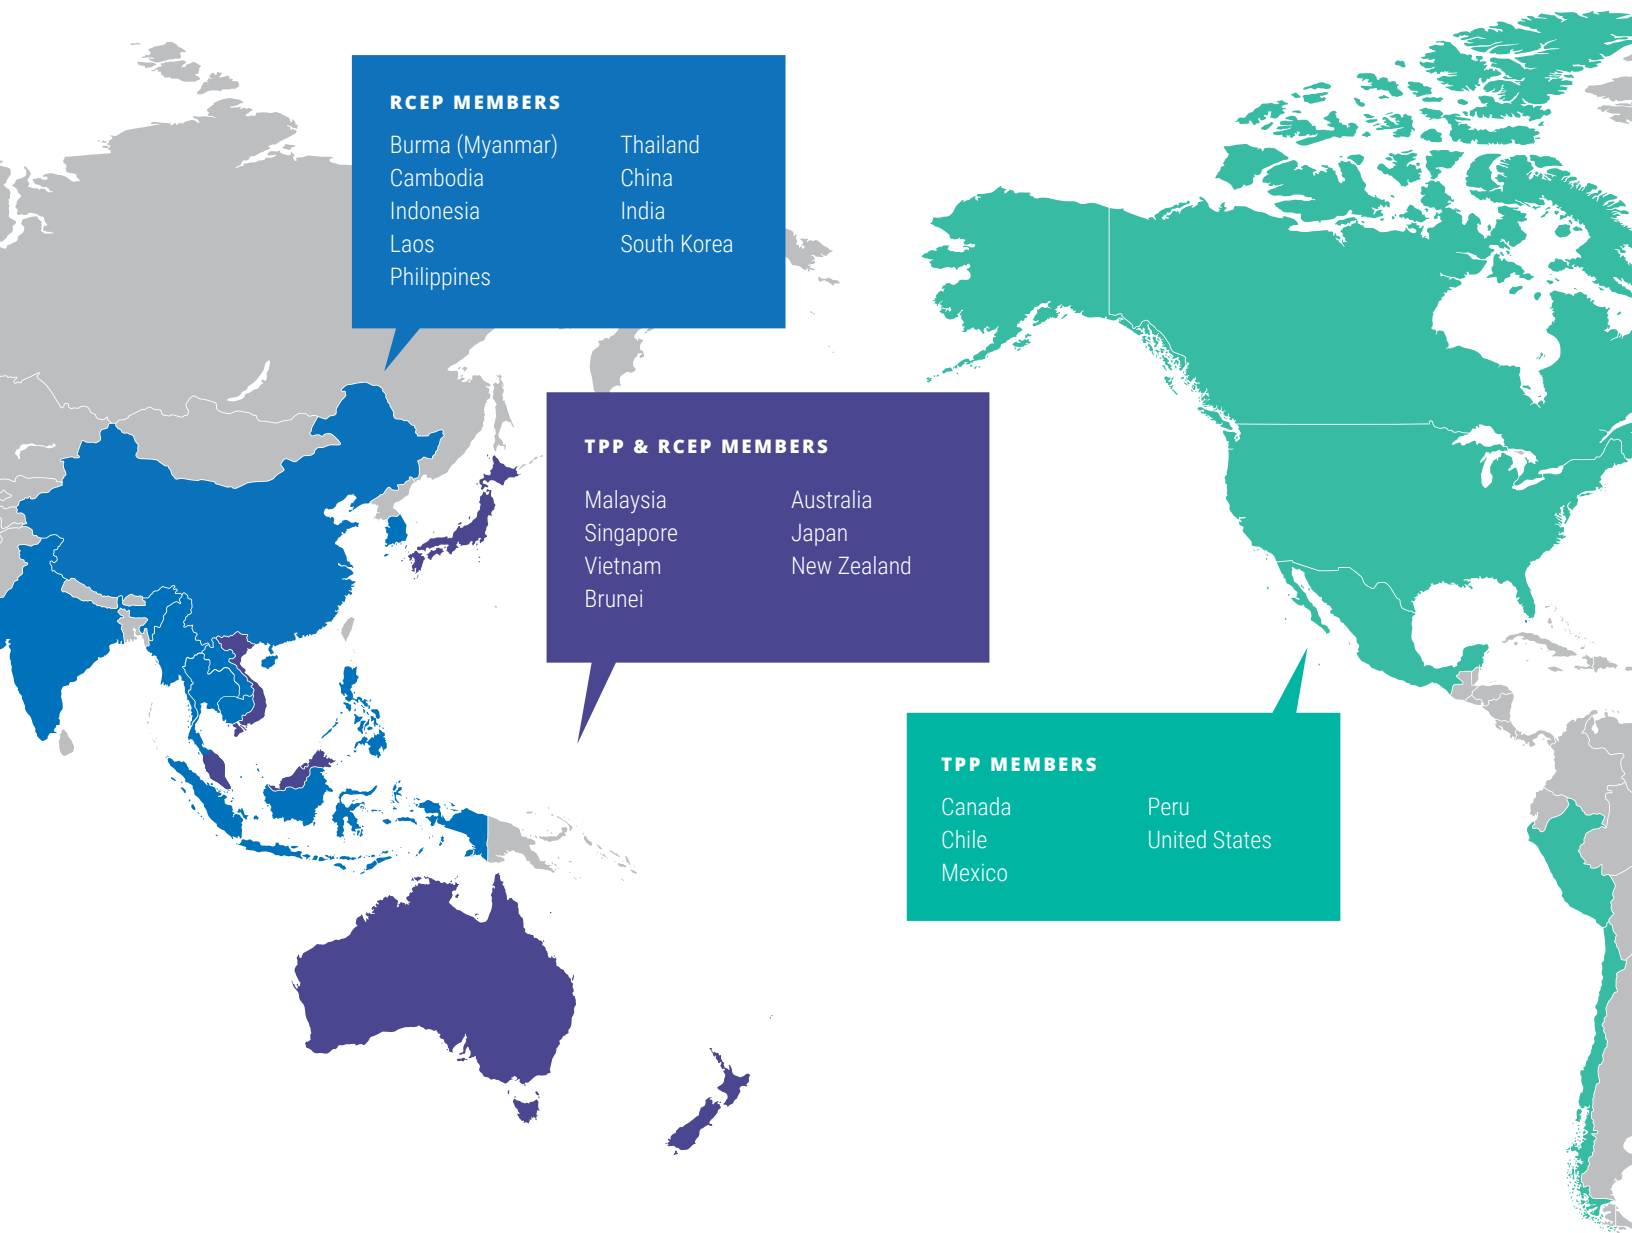 RCEP MEMBERS
Burma (Myanmar)
Cambodia
Indonesia
Laos
Philippines
Thailand
China
India
South Korea
TPP & RCEP MEMBERS
Malaysia
Singapore
Vietnam
Brunei
Australia
Japan
New Zealand
TPP MEMBERS
Canada
Chile
Mexico
Peru
United States